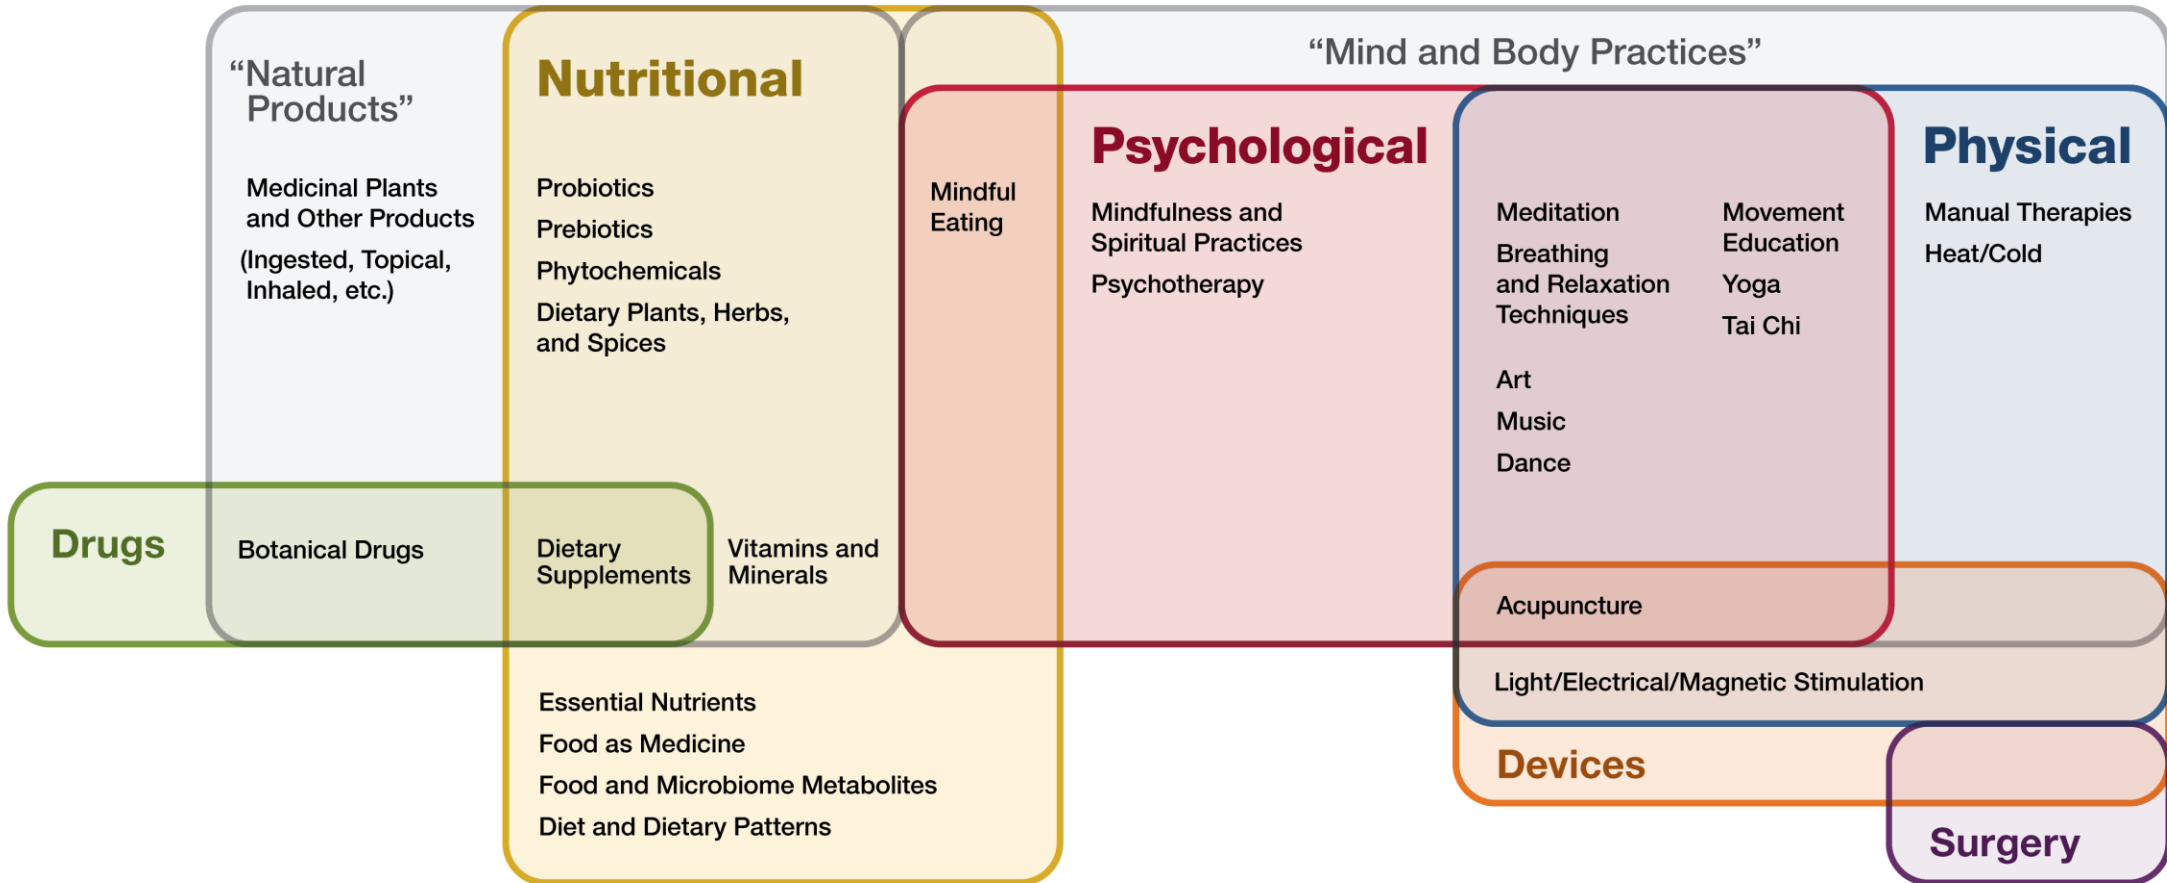 “Natural
Products”
Medicinal Plants
and Other Products
(Ingested, Topical,
Inhaled, etc.)
Nutritional
Probiotics
Prebiotics
Phytochemicals
Dietary Plants, Herbs,
and Spices
Mindful
Eating
“Mind and Body Practices”
Psychological
Mindfulness and
Spiritual Practices
Psychotherapy
Meditation
Breathing
and Relaxation
Techniques
Art
Music
Dance
Movement
Education
Yoga
Tai Chi
Physical
Manual Therapies
Heat/Cold
Drugs
Botanical Drugs
Dietary
Supplements
Vitamins and
Minerals
Acupuncture
Light/Electrical/Magnetic Stimulation
Essential Nutrients
Food as Medicine
Food and Microbiome Metabolites
Diet and Dietary Patterns
Devices
Surgery